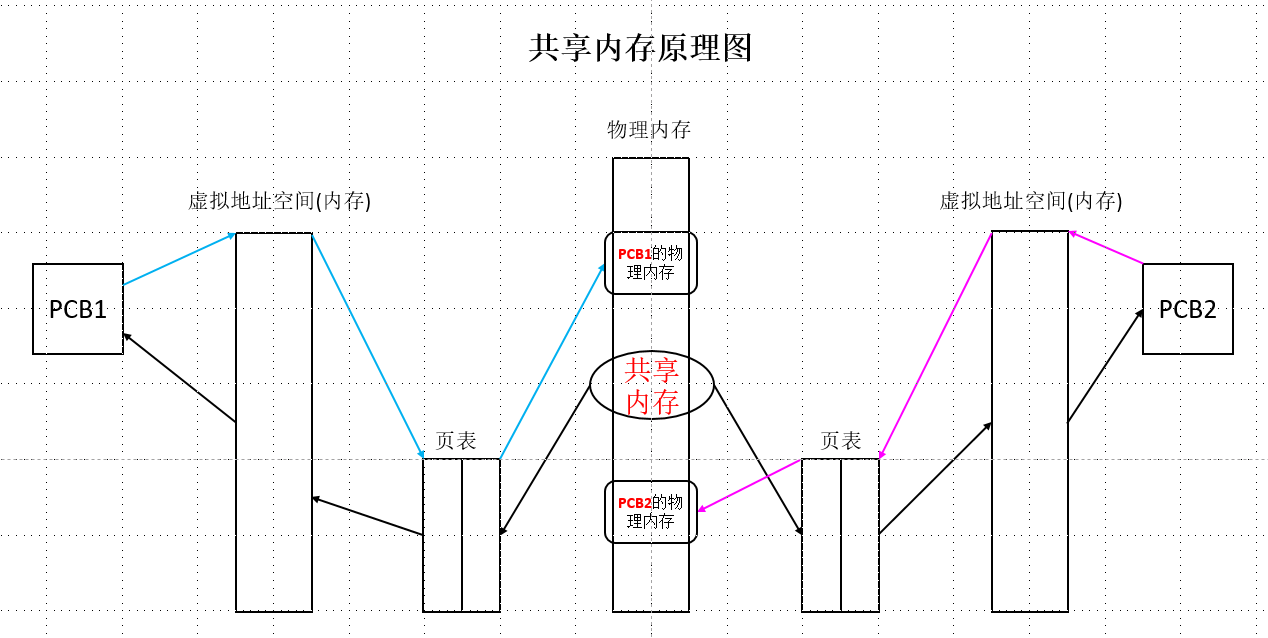 共享内存原理图
物理内存
虚拟地址空间(内存)
虚拟地址空间(内存)
PCB1的物
理内存
PCB1
PCB2
共享
内存
页表
页表
PCB2的物
理内存